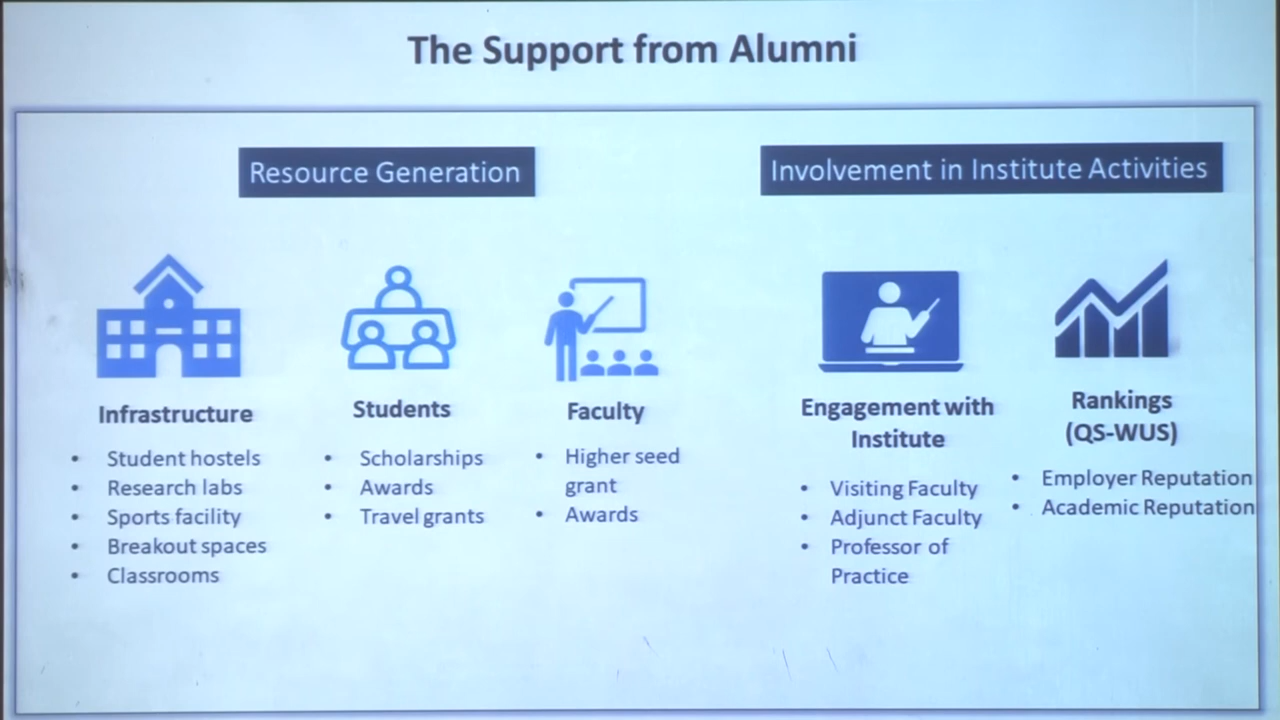 The Support from Alumni
Resource Generation
Infrastructure
• Student hostels
• Research labs
• Sports facility
• Breakout spaces
• Classrooms
Students
• Scholarships
• Awards
• Travel grants
Faculty
• Higher seed
grant
• Awards
Involvement in Institute Activities
Engagement with
Institute
• Visiting Faculty
• Adjunct Faculty
• Professor of
Practice
Rankings
(QS-WUS)
• Employer Reputation
• Academic Reputation